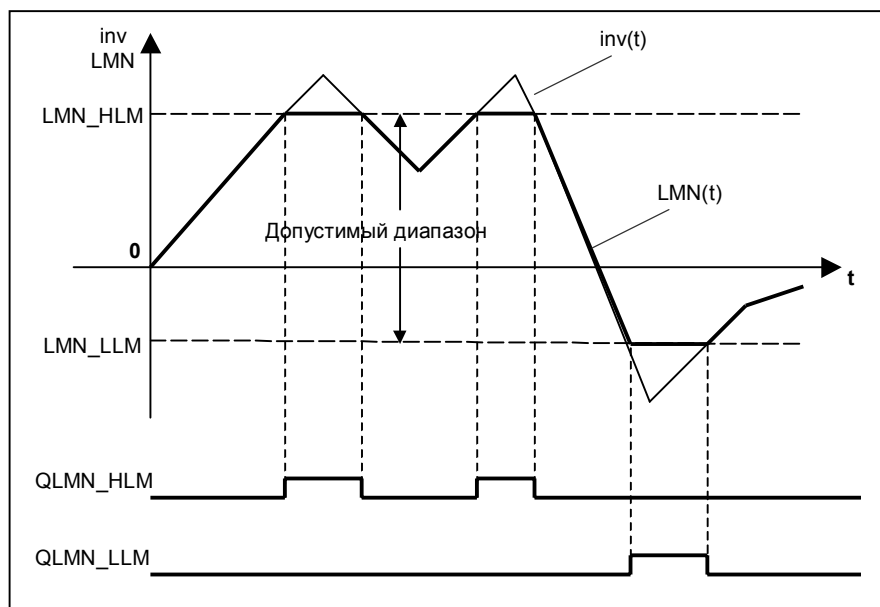 inv
LMN
inv(t)
LMN_HLM
LMN(t)
Допустимый диапазон
0
t
LMN_LLM
QLMN_HLM
QLMN_LLM